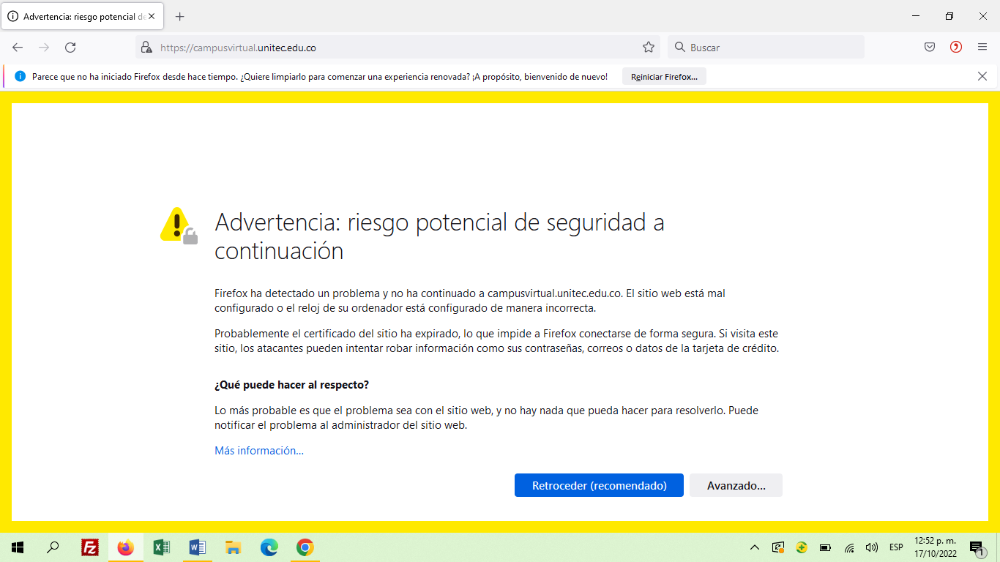 Advertencia: riesgo potencial de
https://campusvirtual.unitec.edu.co
Buscar
Parece que no ha iniciado Firefox desde hace tiempo. ¿Quiere limpiarlo para comenzar una experiencia renovada? ¡A propósito, bienvenido de nuevo!
Reiniciar Firefox...
Advertencia: riesgo potencial de seguridad a
continuación
Firefox ha detectado un problema y no ha continuado a campusvirtual.unitec.edu.co. El sitio web está mal
configurado o el reloj de su ordenador está configurado de manera incorrecta.
Probablemente el certificado del sitio ha expirado, lo que impide a Firefox conectarse de forma segura. Si visita este
sitio, los atacantes pueden intentar robar información como sus contraseñas, correos o datos de la tarjeta de crédito.
¿Qué puede hacer al respecto?
Lo más probable es que el problema sea con el sitio web, y no hay nada que pueda hacer para resolverlo. Puede
notificar el problema al administrador del sitio web.
Más información...
Retroceder (recomendado)
Avanzado...
Fz
ESP
12:52 p. m.
17/10/2022
1